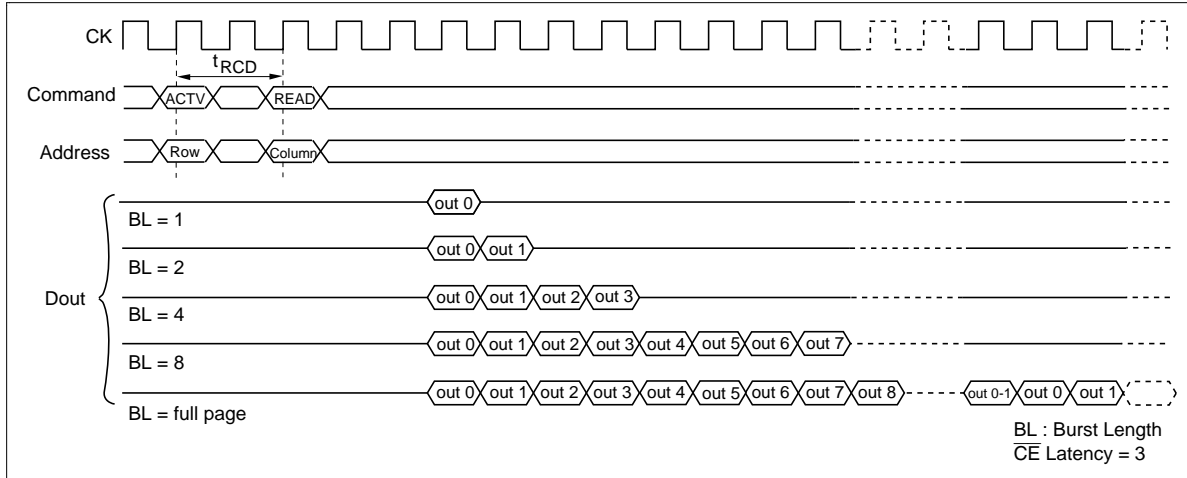 CK
tRCD
Command ACTV READ
Address Row Column
out 0
BL = 1
out 0 out 1
BL = 2
Dout
out 0 out 1 out 2 out 3
BL = 4
out 0 out 1 out 2 out 3 out 4 out 5 out 6 out 7
BL = 8
out 0 out 1 out 2 out 3 out 4 out 5 out 6 out 7 out 8 out 0-1 out 0 out 1
BL = full page
BL : Burst Length
CE Latency = 3